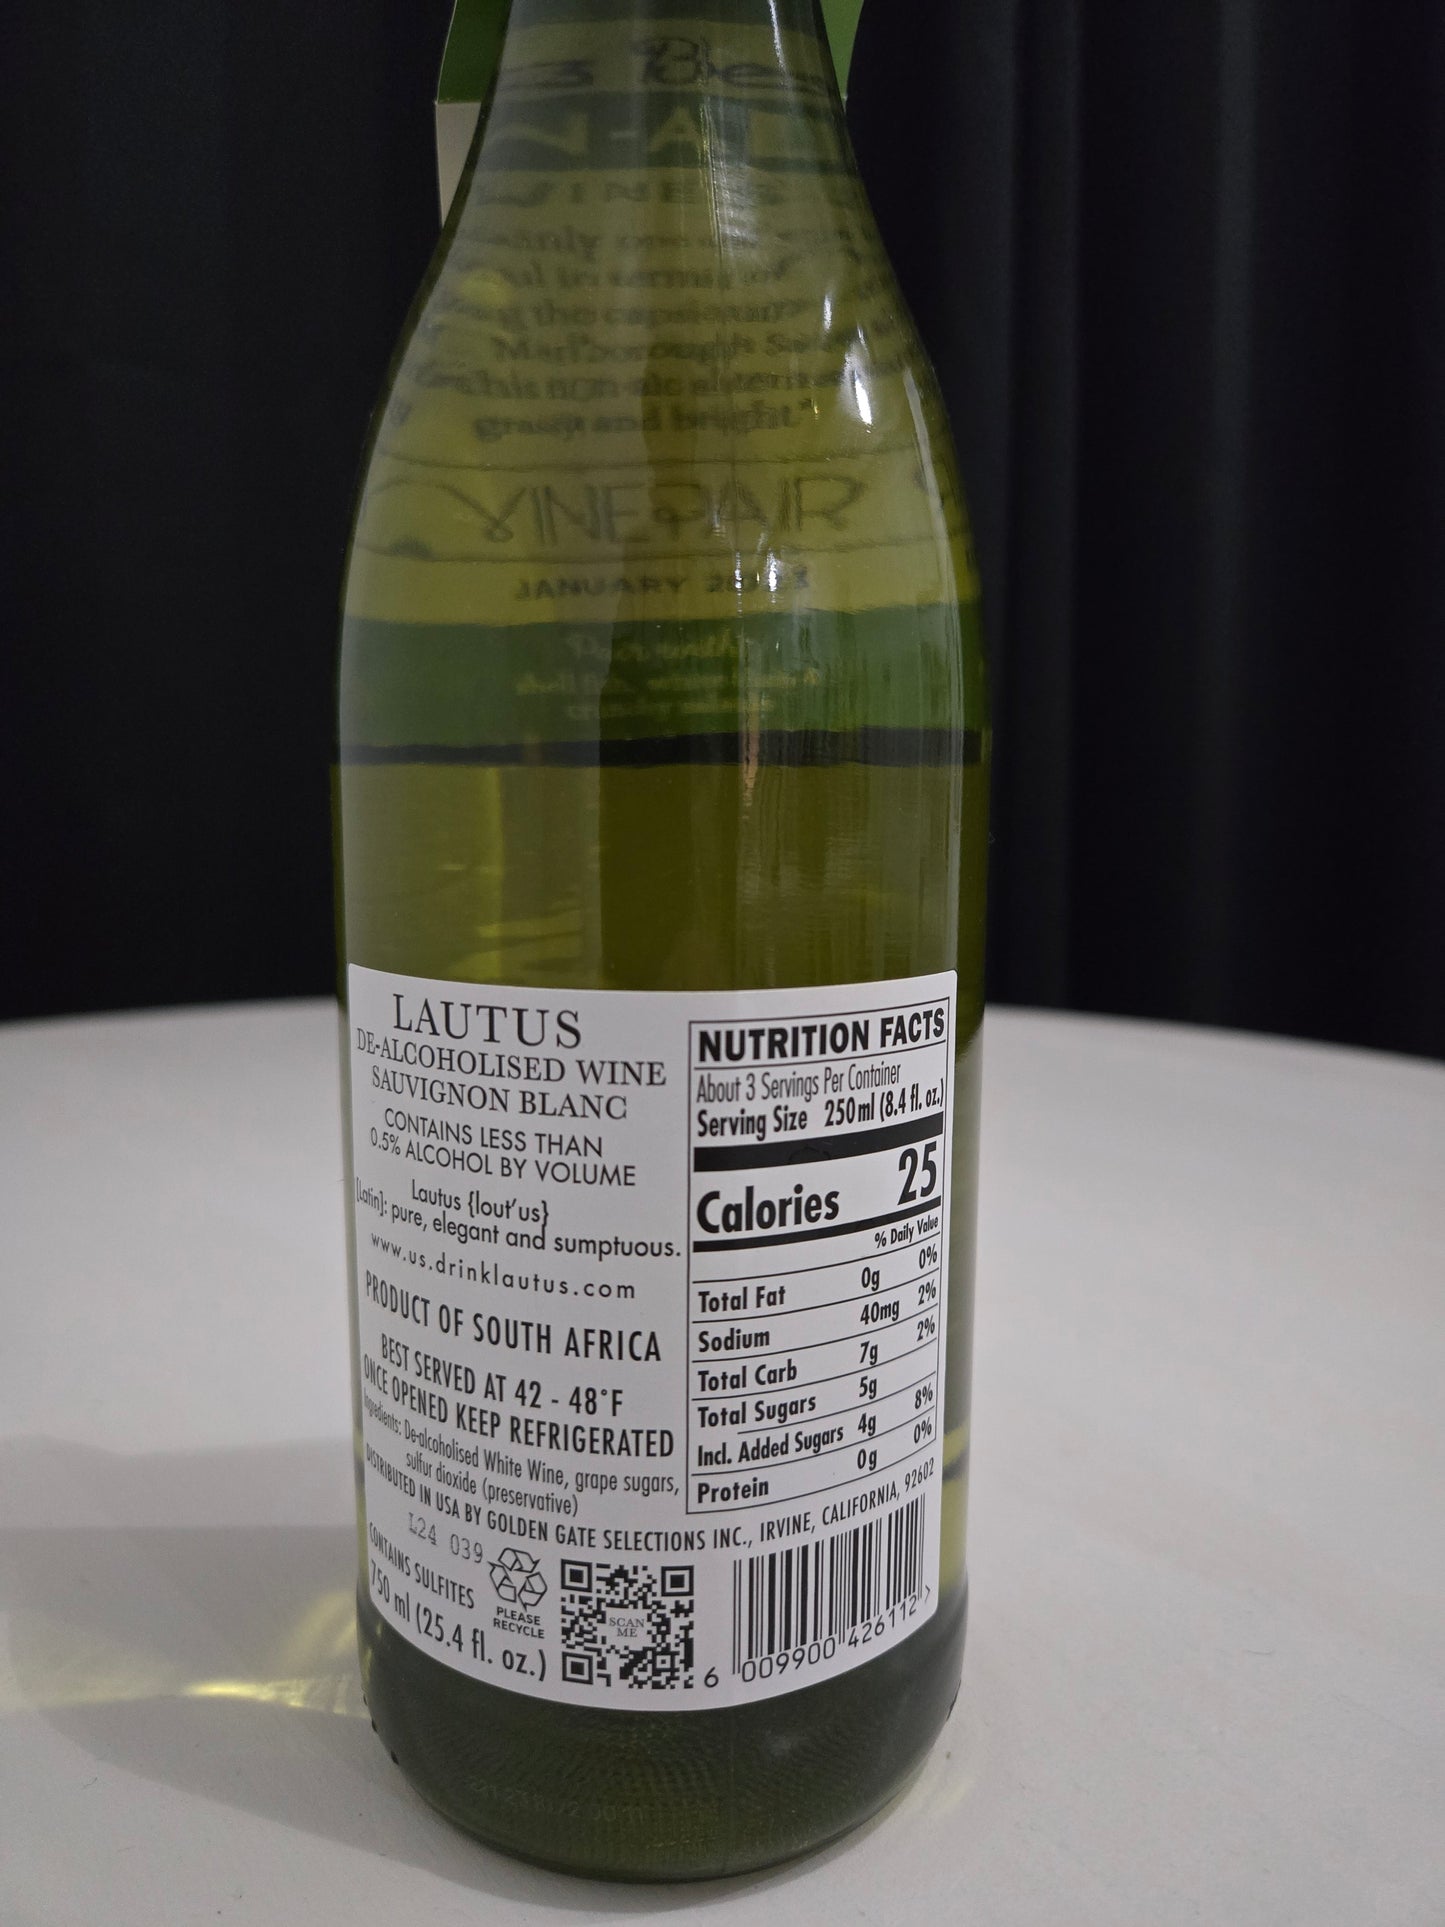 N-A
VINEPAIR
JANUARY 2023
LAUTUS
DE-ALCOHOLISED WINE
SAUVIGNON BLANC
CONTAINS LESS THAN
0.5% ALCOHOL BY VOLUME
Lautus {lout'us}
[Latin]: pure, elegant and sumptuous.
www.us.drinklautus.com
PRODUCT OF SOUTH AFRICA
BEST SERVED AT 42 - 48°F
ONCE OPENED KEEP REFRIGERATED
Ingredients: De-alcoholised White Wine, grape sugars,
sulfur dioxide (preservative)
DISTRIBUTED IN USA BY GOLDEN GATE SELECTIONS INC., IRVINE, CALIFORNIA, 92602
L24 039
CONTAINS SULFITES
750 ml (25.4 fl. oz.)
PLEASE
RECYCLE
SCAN
ME
6 009900 426112 >
NUTRITION FACTS
About 3 Servings Per Container
Serving Size 250ml (8.4 fl. oz.)
Calories 25
% Daily Value
Total Fat 0g 0%
Sodium 40mg 2%
Total Carb 7g 2%
Total Sugars 5g
Incl. Added Sugars 4g 8%
Protein 0g 0%